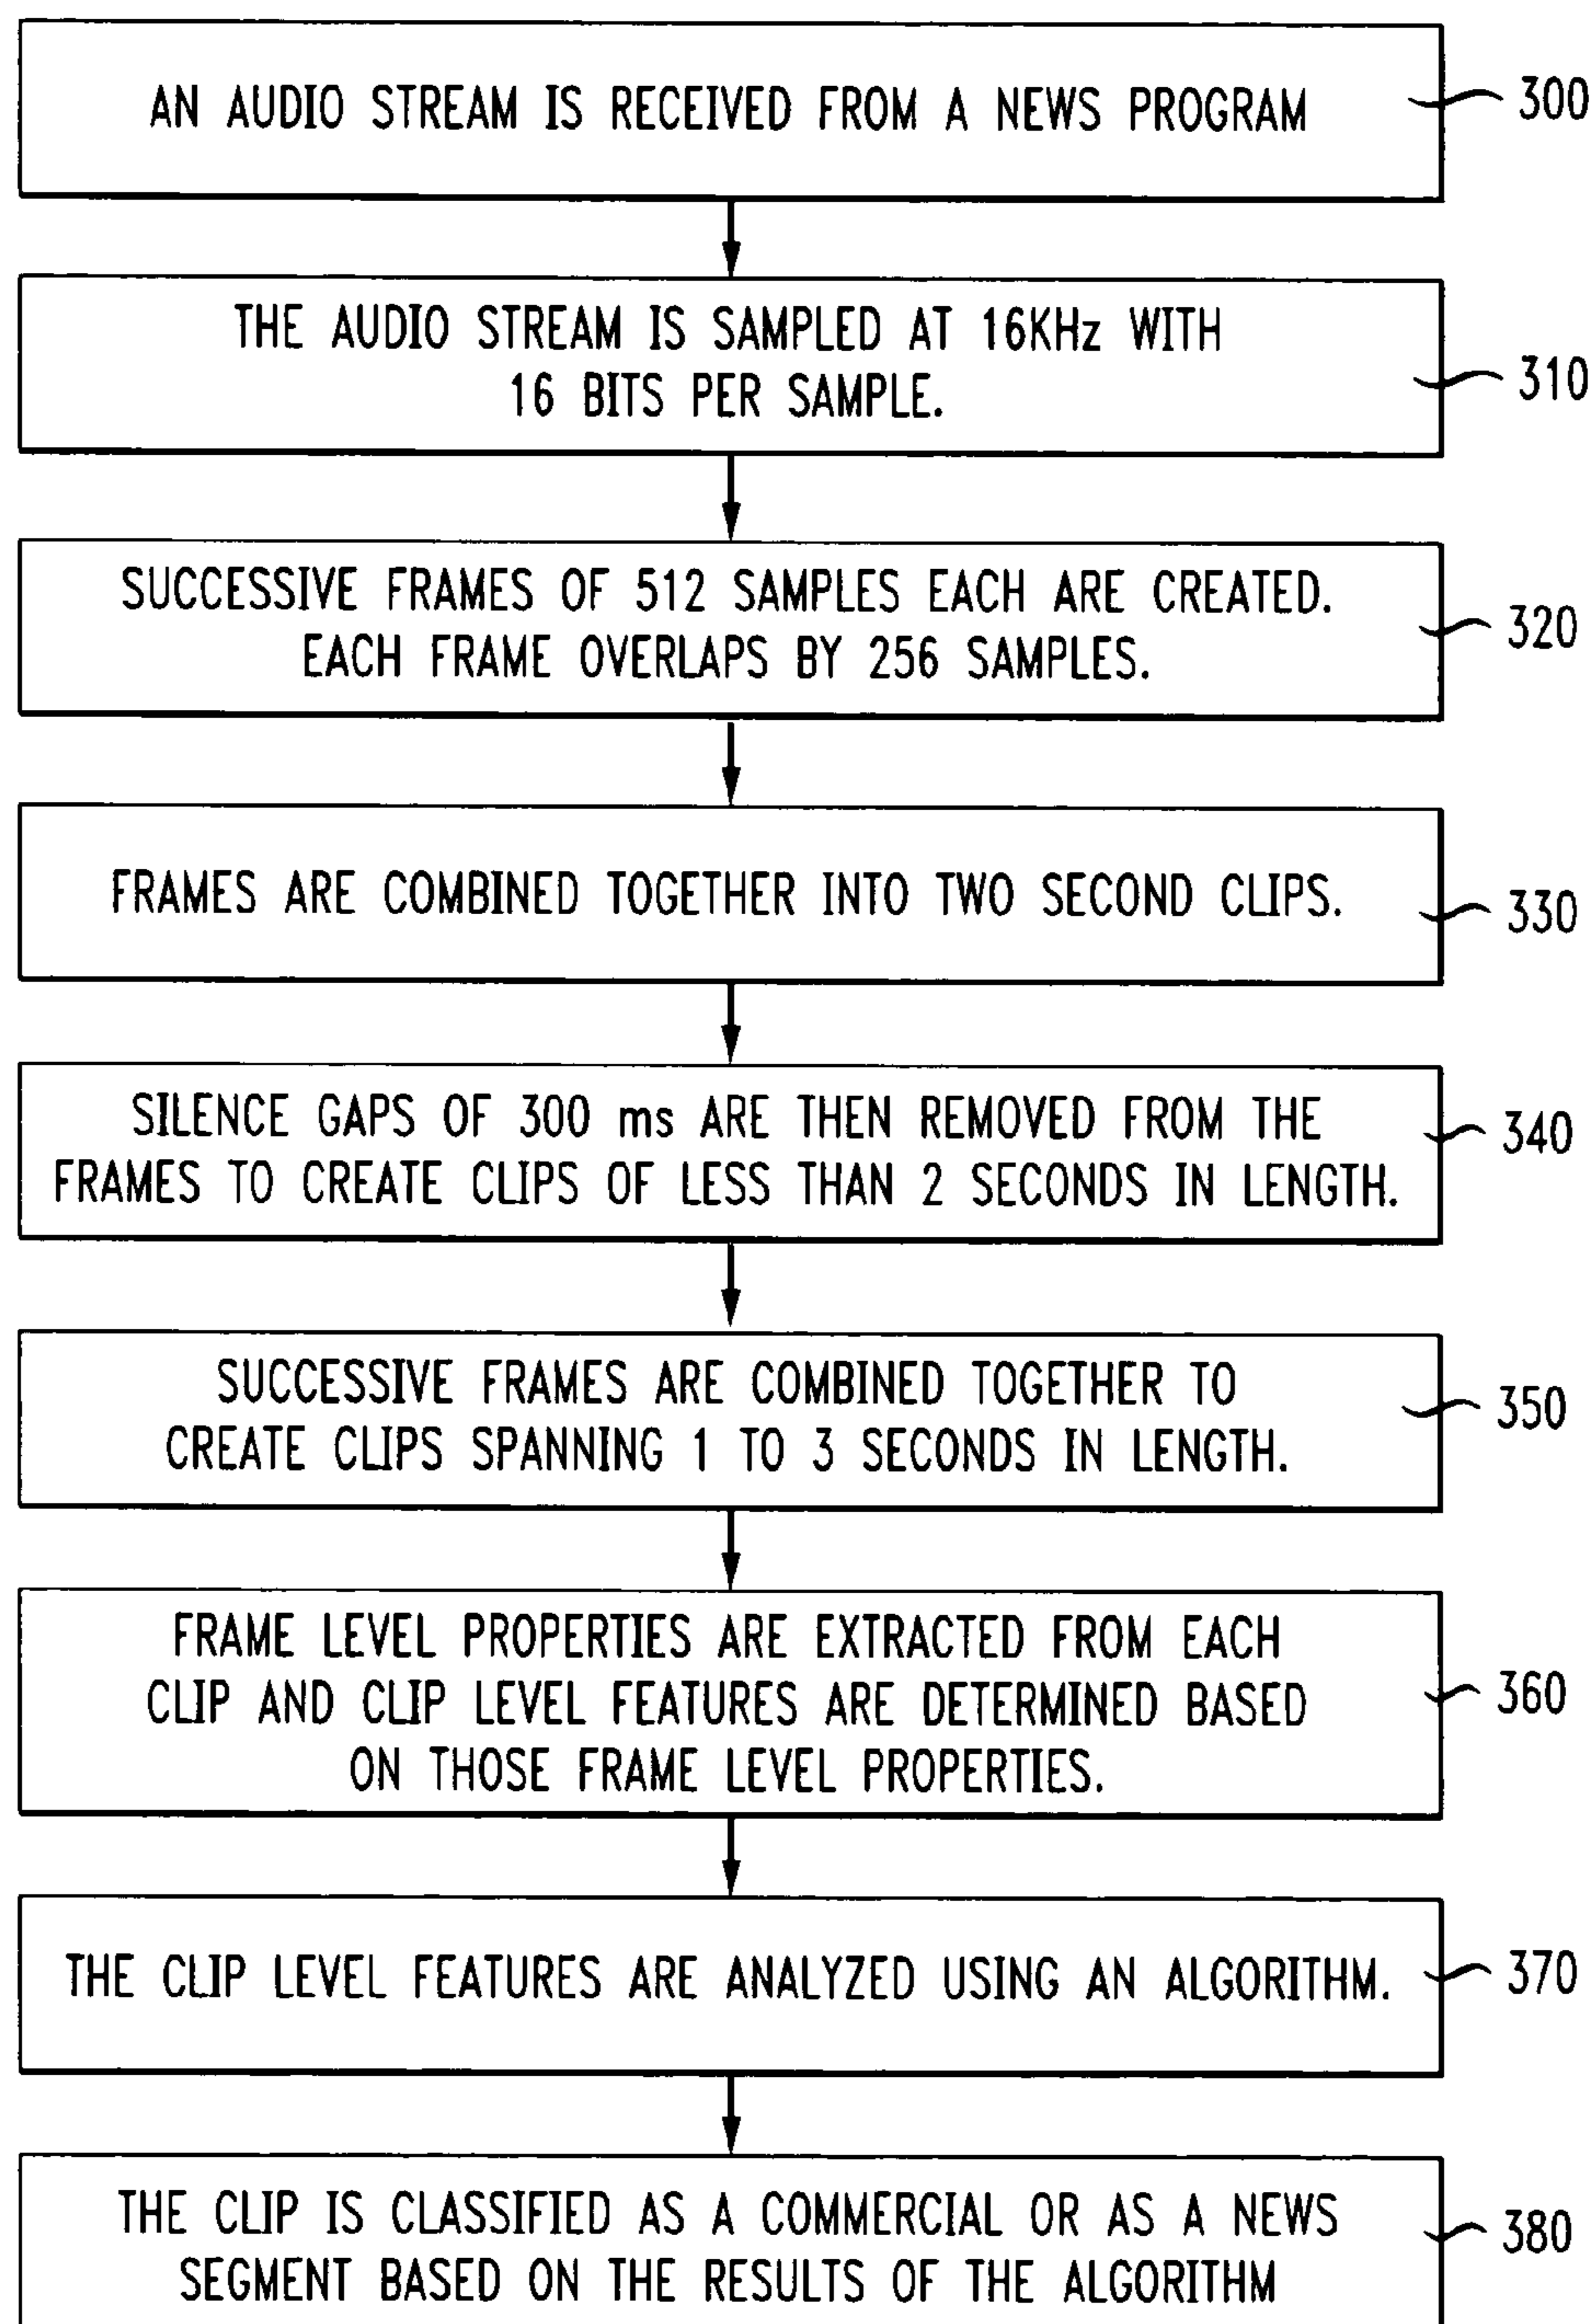 AN AUDIO STREAM IS RECEIVED FROM A NEWS PROGRAM
300
THE AUDIO STREAM IS SAMPLED AT 16KHz WITH
16 BITS PER SAMPLE.
310
SUCCESSIVE FRAMES OF 512 SAMPLES EACH ARE CREATED.
EACH FRAME OVERLAPS BY 256 SAMPLES.
320
FRAMES ARE COMBINED TOGETHER INTO TWO SECOND CLIPS.
330
SILENCE GAPS OF 300 ms ARE THEN REMOVED FROM THE
FRAMES TO CREATE CLIPS OF LESS THAN 2 SECONDS IN LENGTH.
340
SUCCESSIVE FRAMES ARE COMBINED TOGETHER TO
CREATE CLIPS SPANNING 1 TO 3 SECONDS IN LENGTH.
350
FRAME LEVEL PROPERTIES ARE EXTRACTED FROM EACH
CLIP AND CLIP LEVEL FEATURES ARE DETERMINED BASED
ON THOSE FRAME LEVEL PROPERTIES.
360
THE CLIP LEVEL FEATURES ARE ANALYZED USING AN ALGORITHM.
370
THE CLIP IS CLASSIFIED AS A COMMERCIAL OR AS A NEWS
SEGMENT BASED ON THE RESULTS OF THE ALGORITHM
380